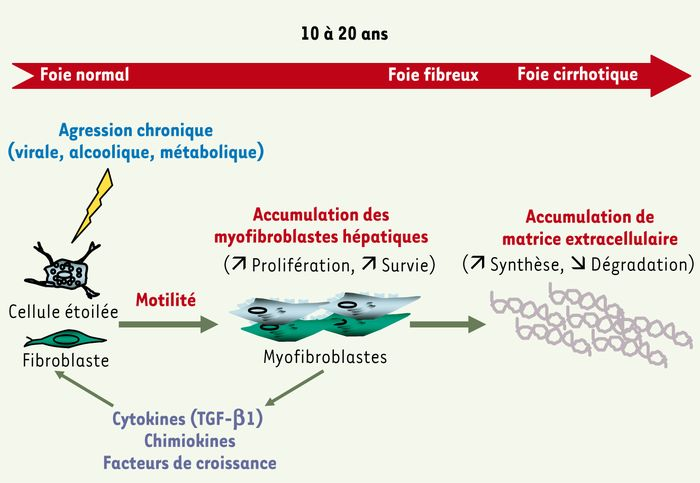 10 à 20 ans
Foie normal
Foie fibreux
Foie cirrhotique
Agression chronique
(virale, alcoolique, métabolique)
Accumulation des
myofibroblastes hépatiques
(↗ Prolifération, ↗ Survie)
Accumulation de
matrice extracellulaire
(↗ Synthèse, ↘ Dégradation)
Cellule étoilée
Motilité
Fibroblaste
Myofibroblastes
Cytokines (TGF-β1)
Chimiokines
Facteurs de croissance